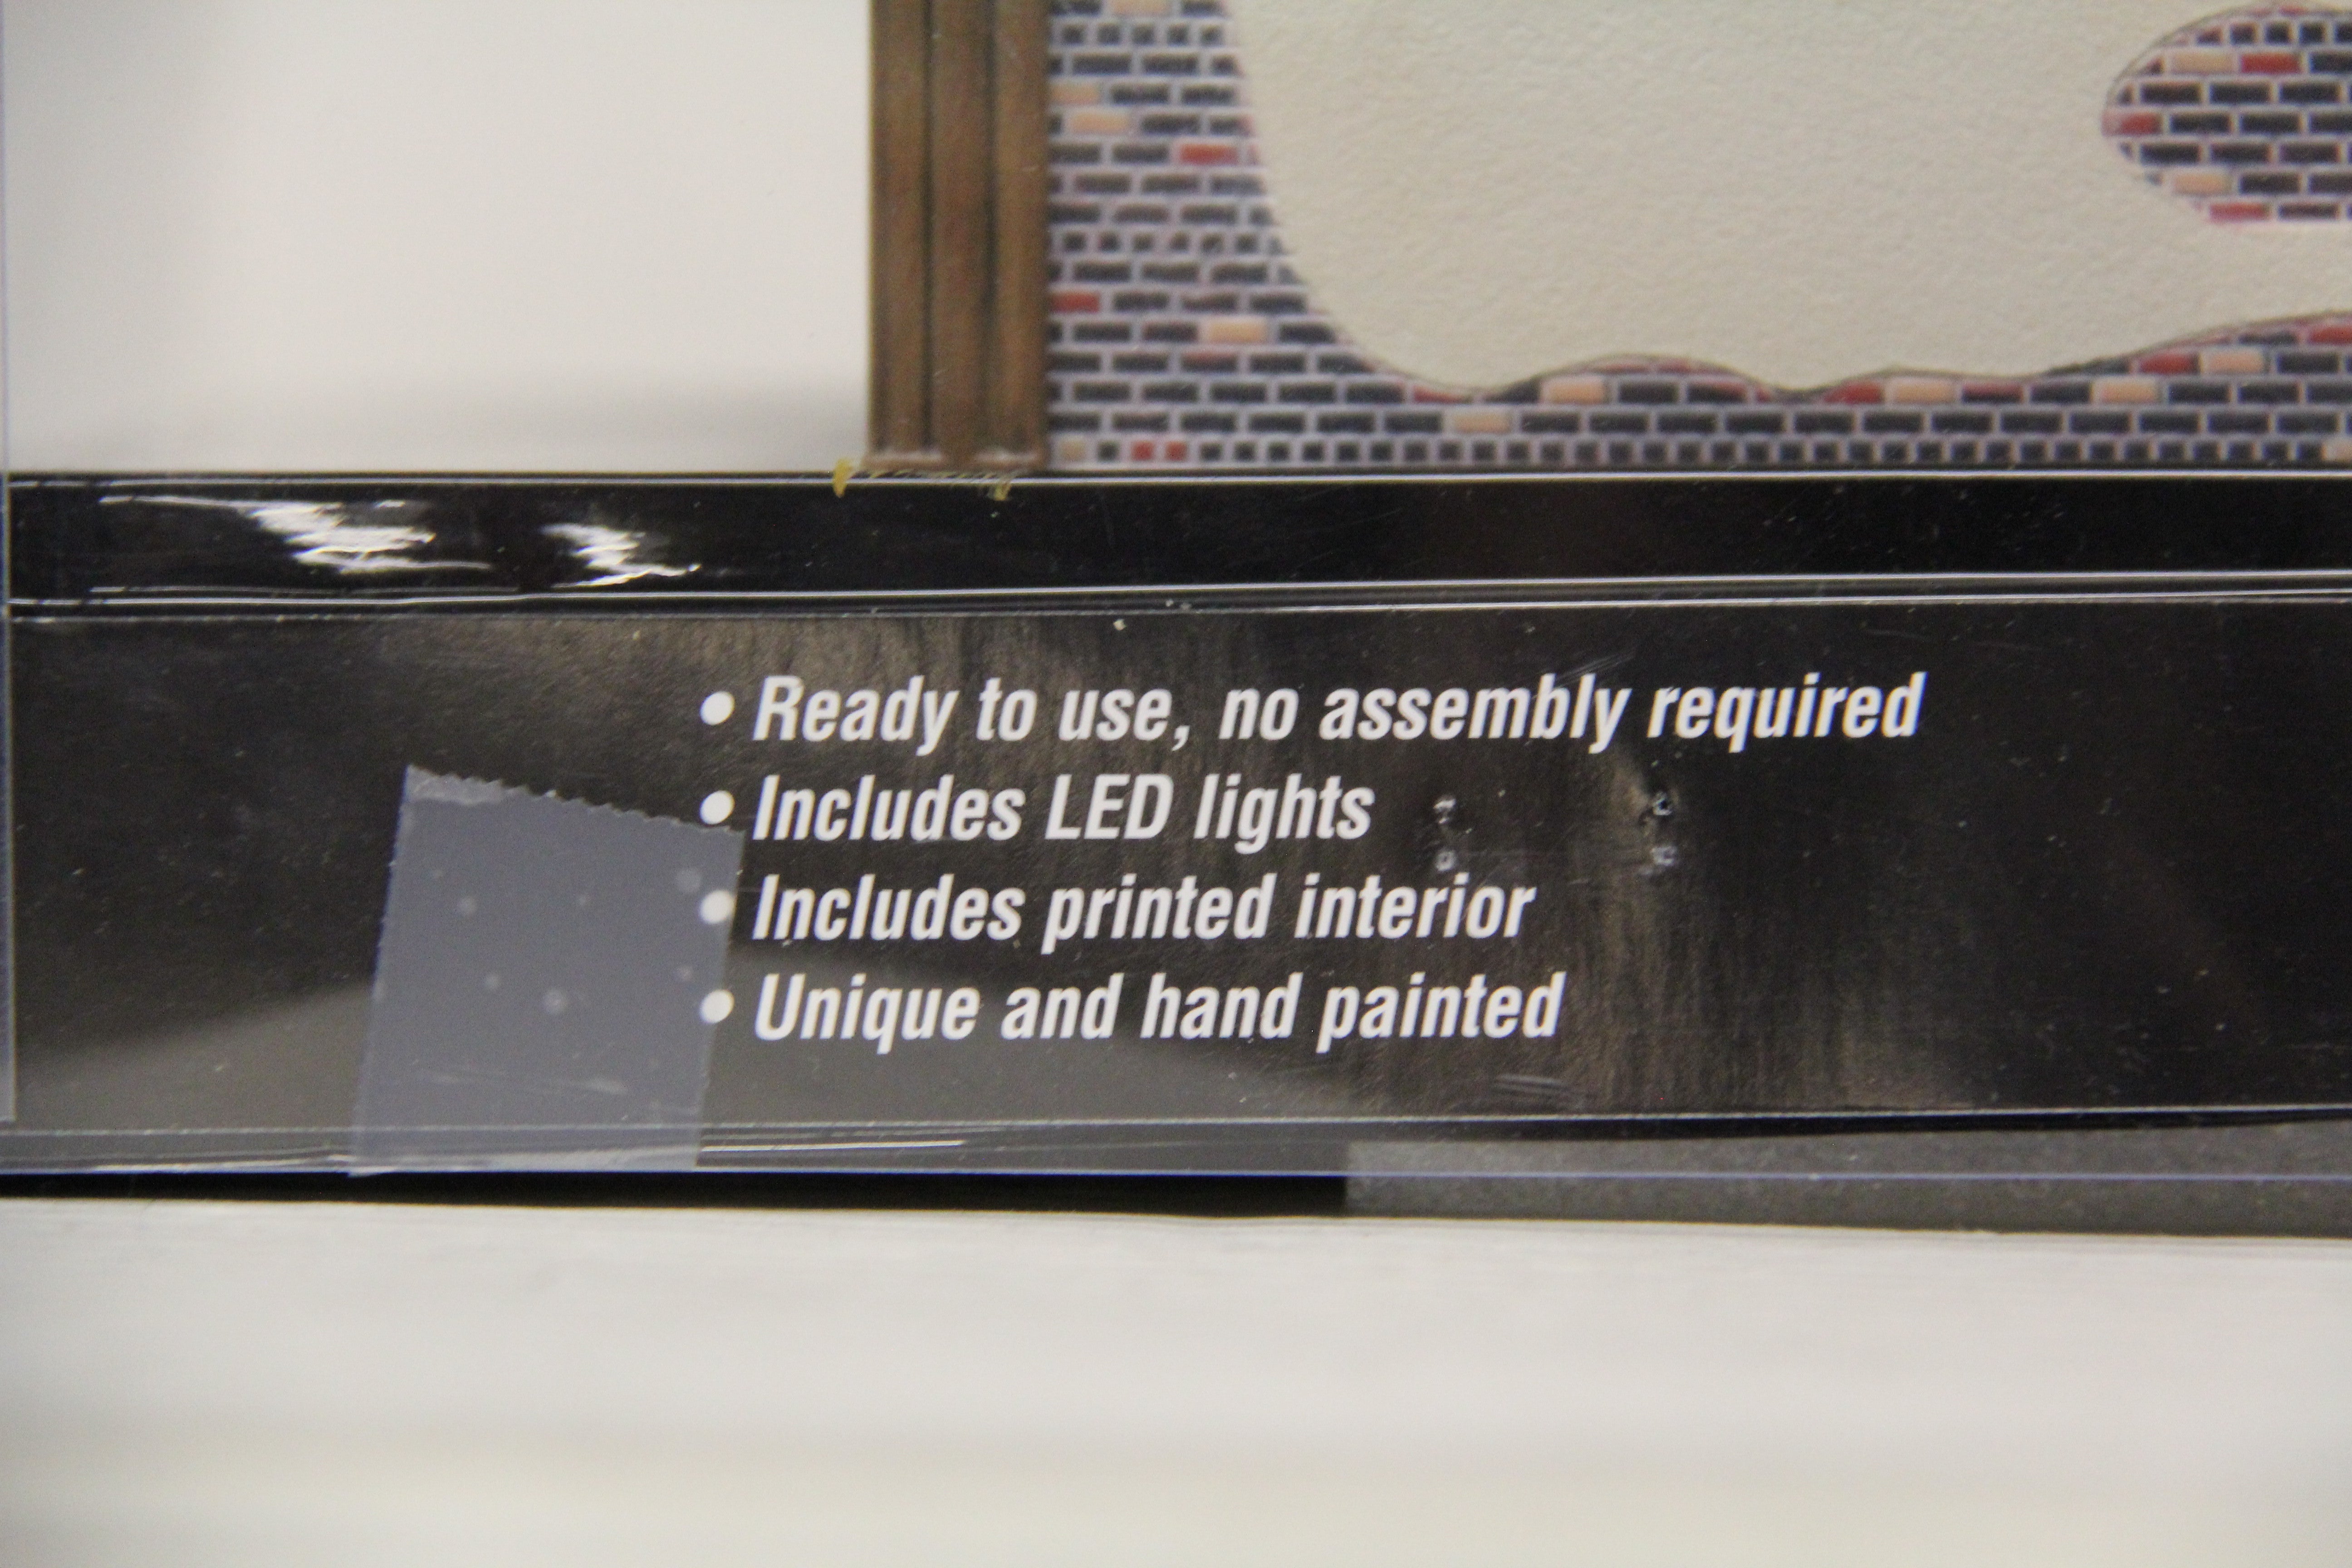 • Ready to use, no assembly required
• Includes LED lights
• Includes printed interior
• Unique and hand painted